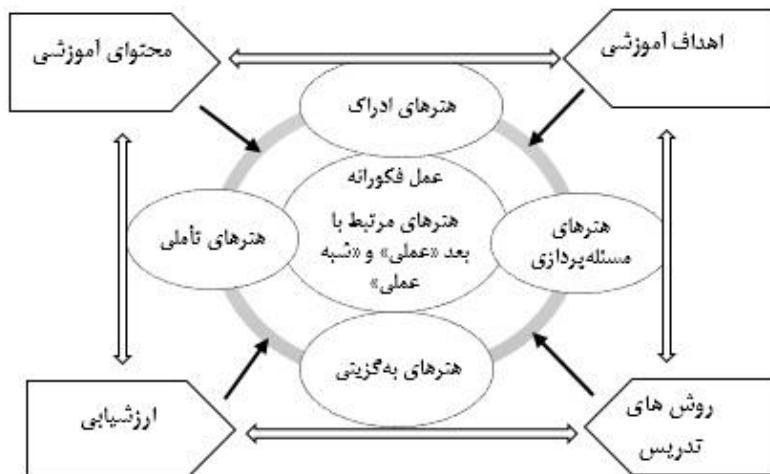 اهداف آموزشی
محتوای آموزشی
هنرهای ادراک
عمل فکورانه
هنرهای مرتبط با
بعد «عملی» و «شبه
عملی»
هنرهای
مسئله‌پردازی
هنرهای تأملی
هنرهای به‌گزینی
روش های
تدریس
ارزشیابی